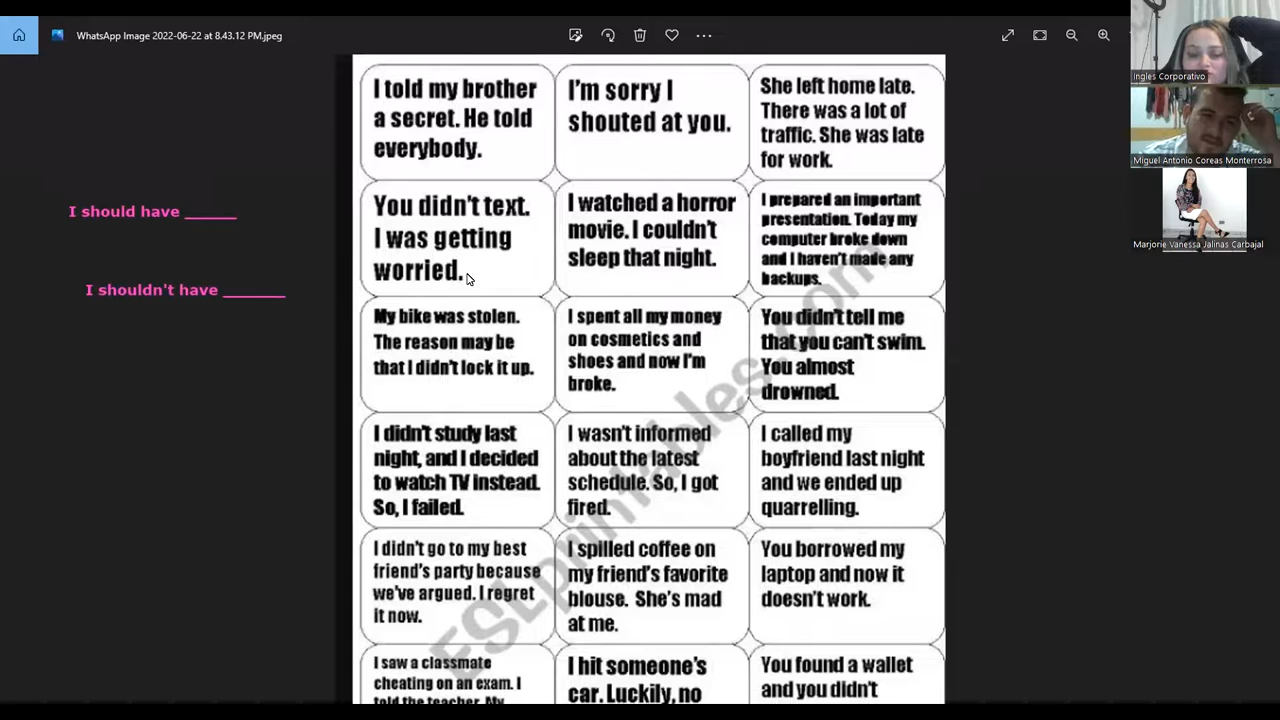 WhatsApp Image 2022-06-22 at 8.43.12 PM.jpeg
Ingles Corporativo
Miguel Antonio Coreas Monterrosa
Marjorie Vanessa Jalinas Carbajal
I should have ______
I shouldn't have _______
I told my brother
a secret. He told
everybody.
I'm sorry I
shouted at you.
She left home late.
There was a lot of
traffic. She was late
for work.
You didn't text.
I was getting
worried.
I watched a horror
movie. I couldn't
sleep that night.
I prepared an important
presentation. Today my
computer broke down
and I haven't made any
backups.
My bike was stolen.
The reason may be
that I didn't lock it up.
I spent all my money
on cosmetics and
shoes and now I'm
broke.
You didn't tell me
that you can't swim.
You almost
drowned.
I didn't study last
night, and I decided
to watch TV instead.
So, I failed.
I wasn't informed
about the latest
schedule. So, I got
fired.
I called my
boyfriend last night
and we ended up
quarrelling.
I didn't go to my best
friend's party because
we've argued. I regret
it now.
I spilled coffee on
my friend's favorite
blouse. She's mad
at me.
You borrowed my
laptop and now it
doesn't work.
I saw a classmate
cheating on an exam. I
told the teacher. My
I hit someone's
car. Luckily, no
You found a wallet
and you didn't
ESLprintables.com